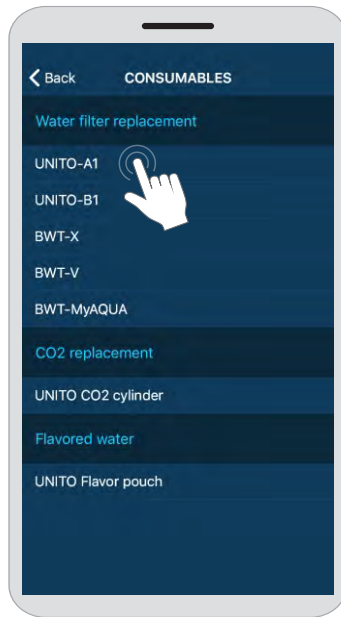 Back CONSUMABLES
Water filter replacement
UNITO-A1
UNITO-B1
BWT-X
BWT-V
BWT-MyAQUA
CO2 replacement
UNITO CO2 cylinder
Flavored water
UNITO Flavor pouch